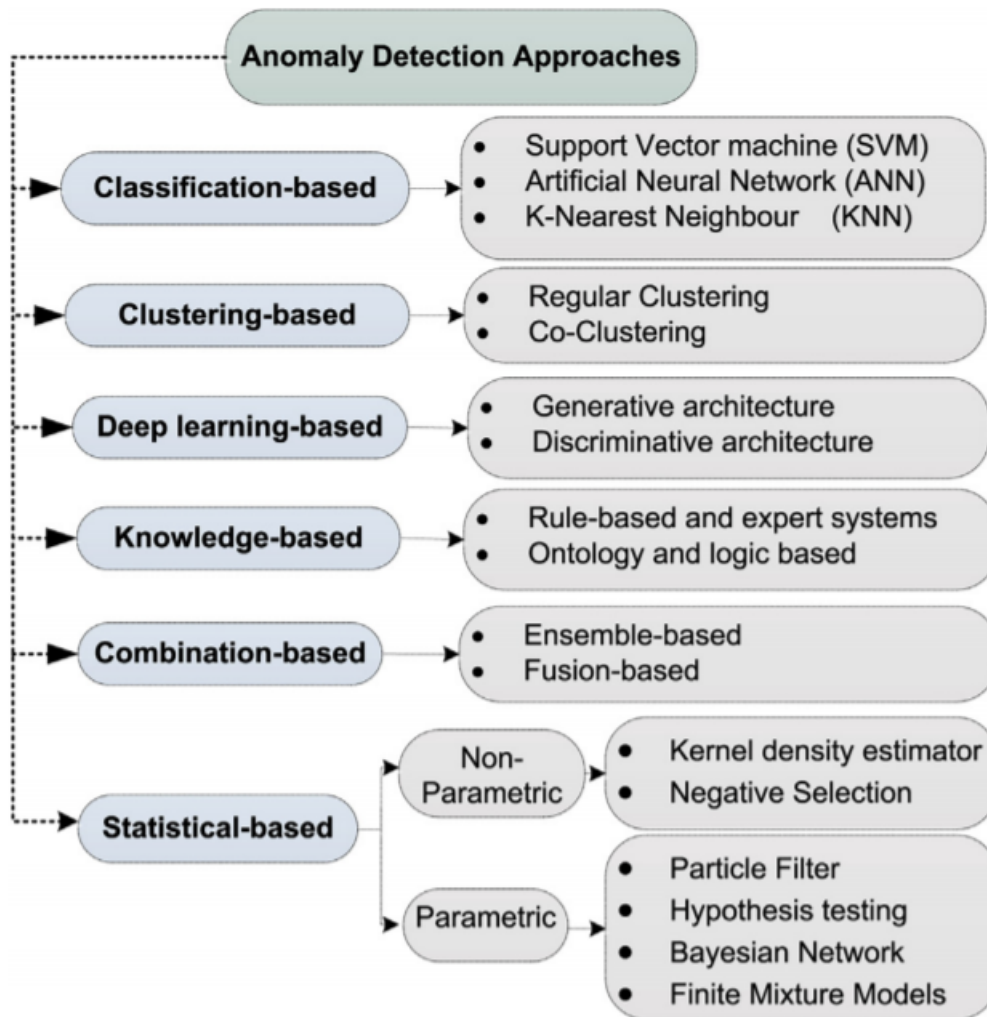 Anomaly Detection Approaches
Classification-based
• Support Vector machine (SVM)
• Artificial Neural Network (ANN)
• K-Nearest Neighbour (KNN)
Clustering-based
• Regular Clustering
• Co-Clustering
Deep learning-based
• Generative architecture
• Discriminative architecture
Knowledge-based
• Rule-based and expert systems
• Ontology and logic based
Combination-based
• Ensemble-based
• Fusion-based
Statistical-based
Non-
Parametric
• Kernel density estimator
• Negative Selection
Parametric
• Particle Filter
• Hypothesis testing
• Bayesian Network
• Finite Mixture Models